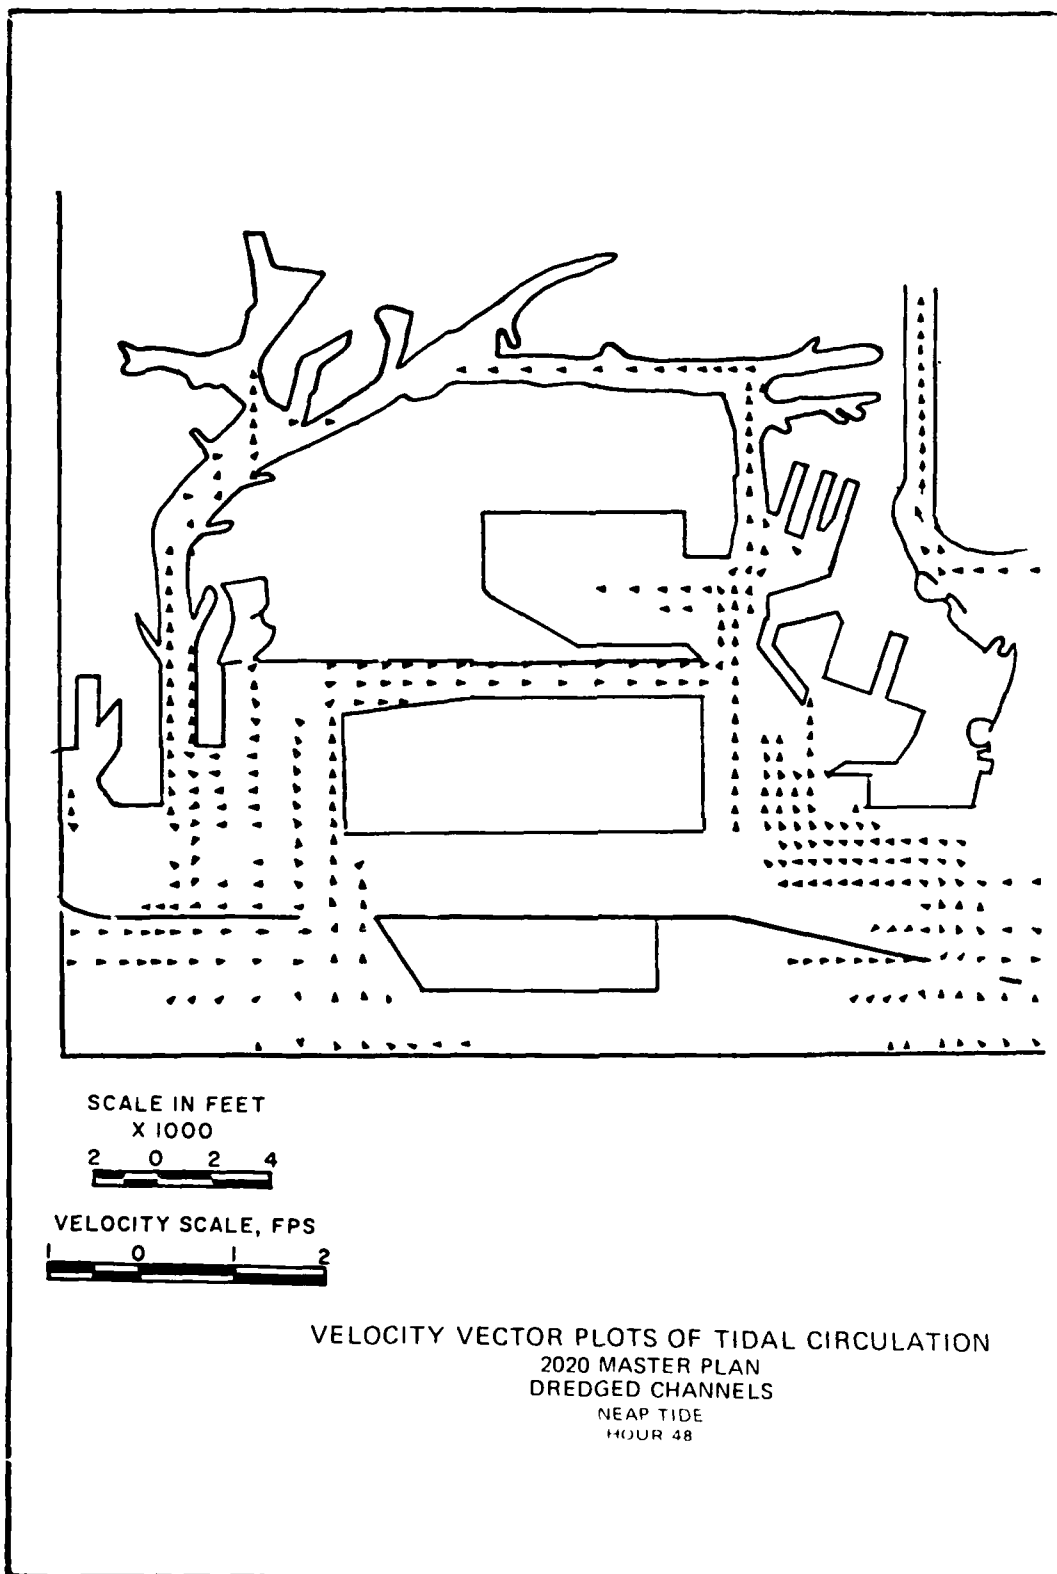 SCALE IN FEET
X 1000
2 0 2 4
VELOCITY SCALE, FPS
1 0 1 2
VELOCITY VECTOR PLOTS OF TIDAL CIRCULATION
2020 MASTER PLAN
DREDGED CHANNELS
NEAP TIDE
HOUR 48